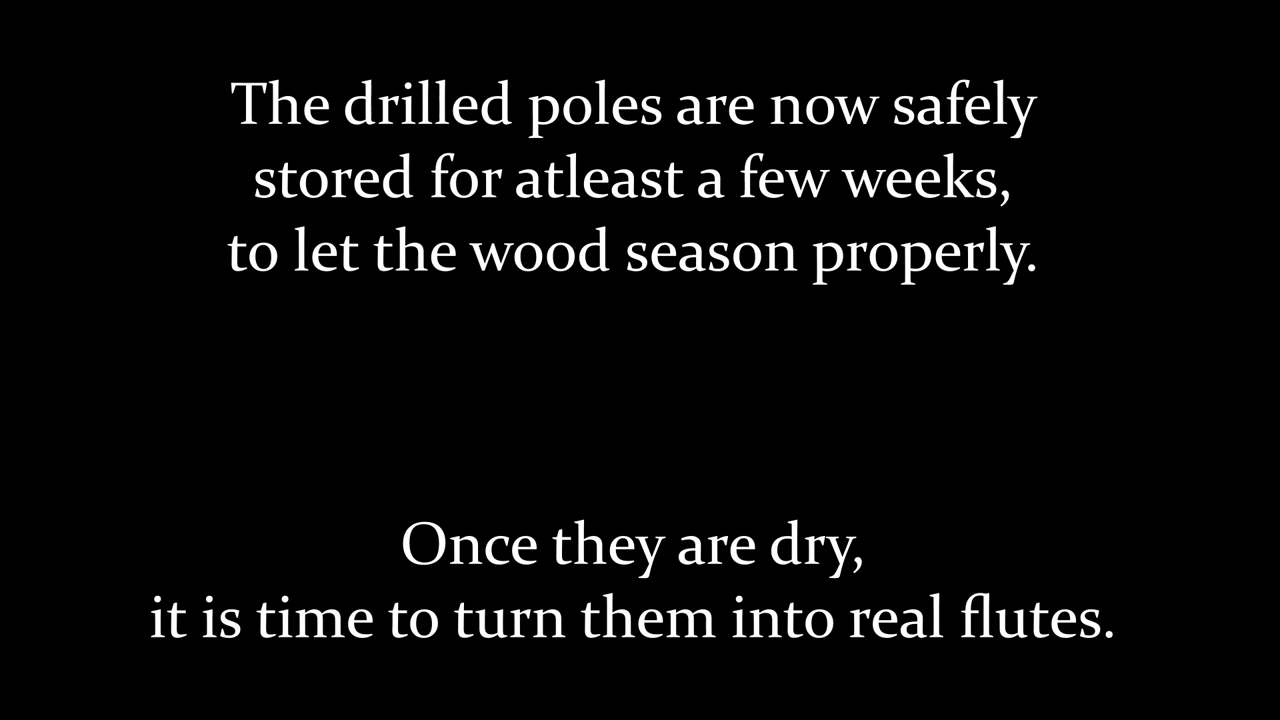 The drilled poles are now safely
stored for atleast a few weeks,
to let the wood season properly.
Once they are dry,
it is time to turn them into real flutes.